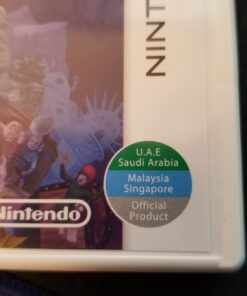 NINT
U.A.E
Saudi Arabia
Malaysia
Singapore
Official
Product
Nintendo